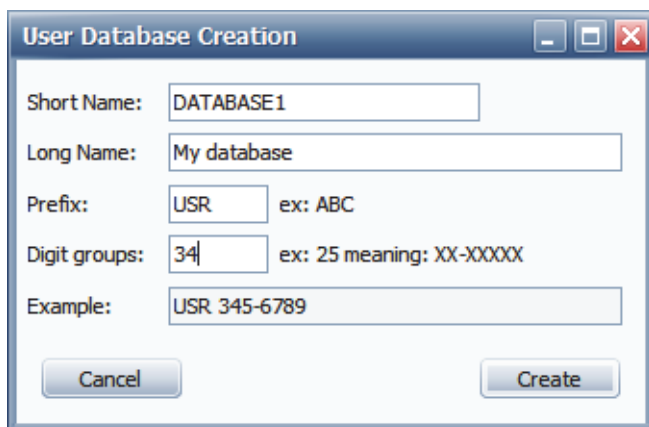 User Database Creation
Short Name: DATABASE1
Long Name: My database
Prefix: USR ex: ABC
Digit groups: 34 ex: 25 meaning: XX-XXXXX
Example: USR 345-6789
Cancel Create